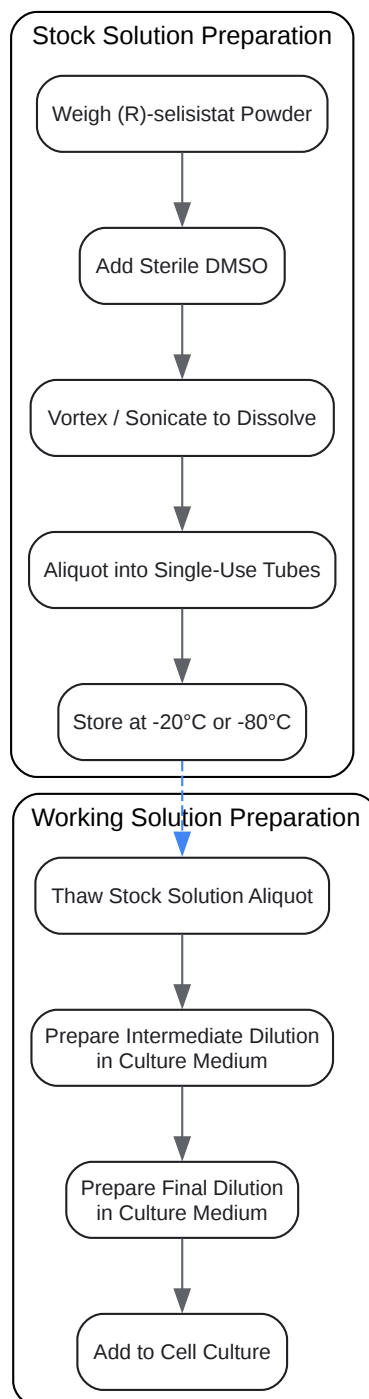 Stock Solution Preparation
Weigh (R)-selisistat Powder
Add Sterile DMSO
Vortex / Sonicate to Dissolve
Aliquot into Single-Use Tubes
Store at -20°C or -80°C
Working Solution Preparation
Thaw Stock Solution Aliquot
Prepare Intermediate Dilution
in Culture Medium
Prepare Final Dilution
in Culture Medium
Add to Cell Culture